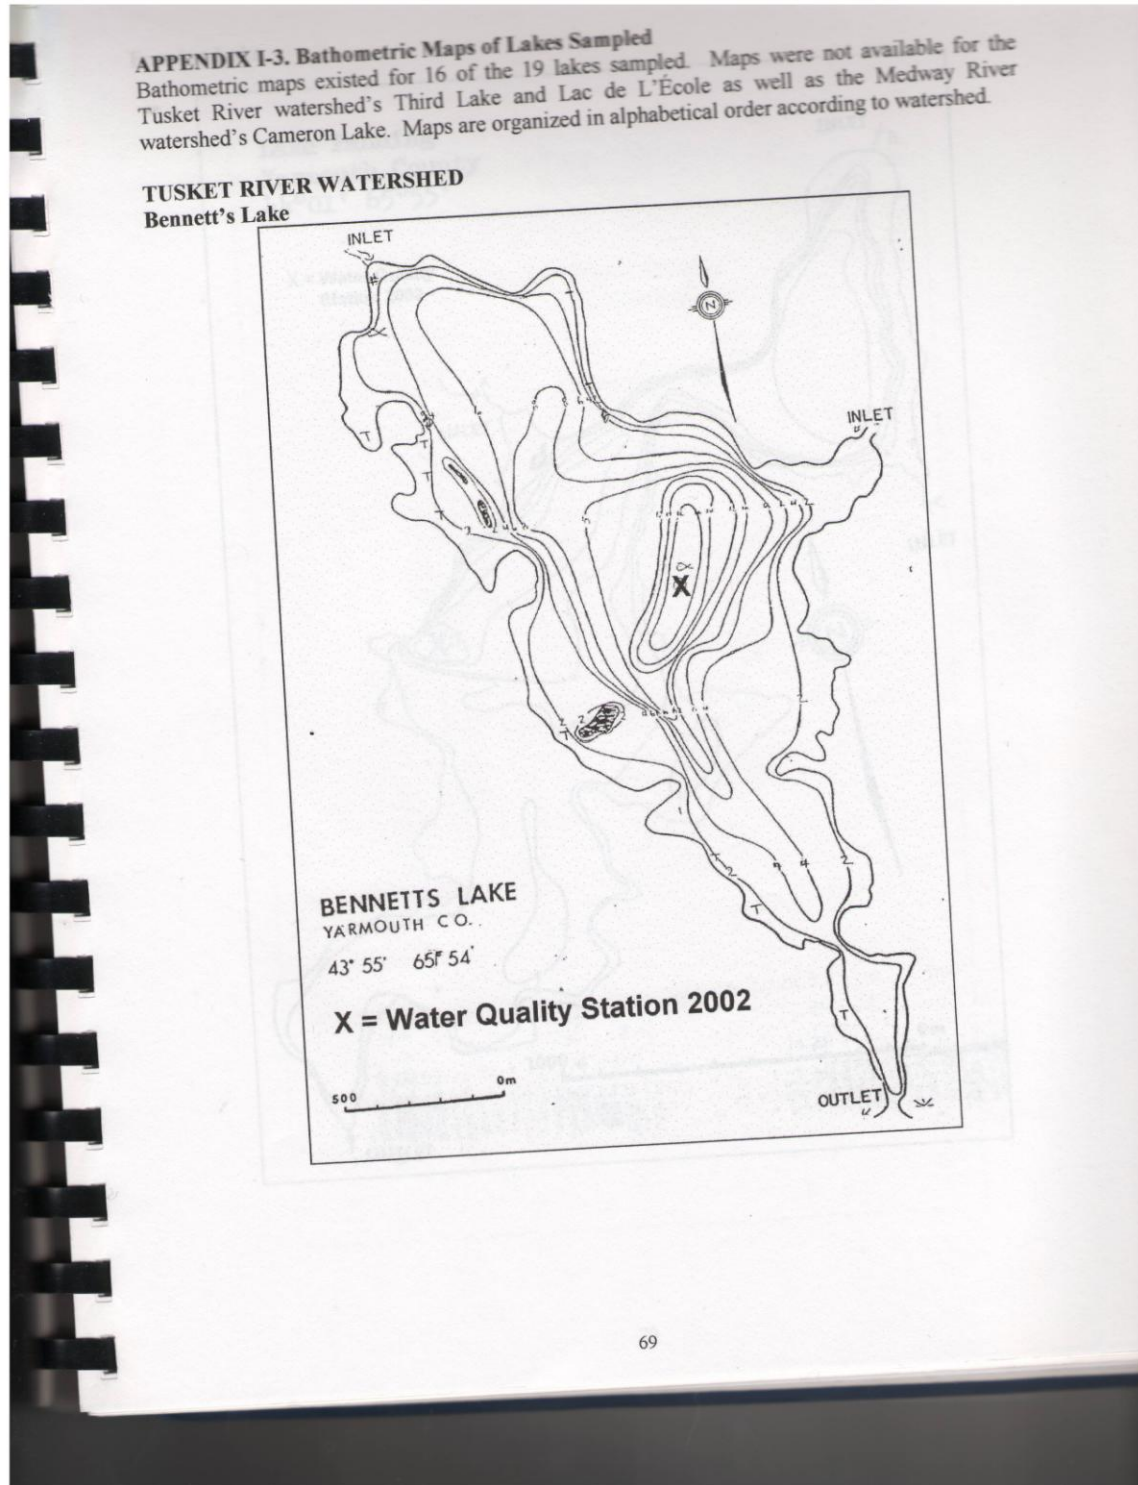 APPENDIX I-3. Bathometric Maps of Lakes Sampled
Bathometric maps existed for 16 of the 19 lakes sampled. Maps were not available for the
Tusket River watershed's Third Lake and Lac de L'École as well as the Medway River
watershed's Cameron Lake. Maps are organized in alphabetical order according to watershed.
TUSKET RIVER WATERSHED
Bennett's Lake
INLET
N
INLET
X
BENNETTS LAKE
YARMOUTH CO.
43° 55' 65° 54'
X = Water Quality Station 2002
500 0m
OUTLET
69